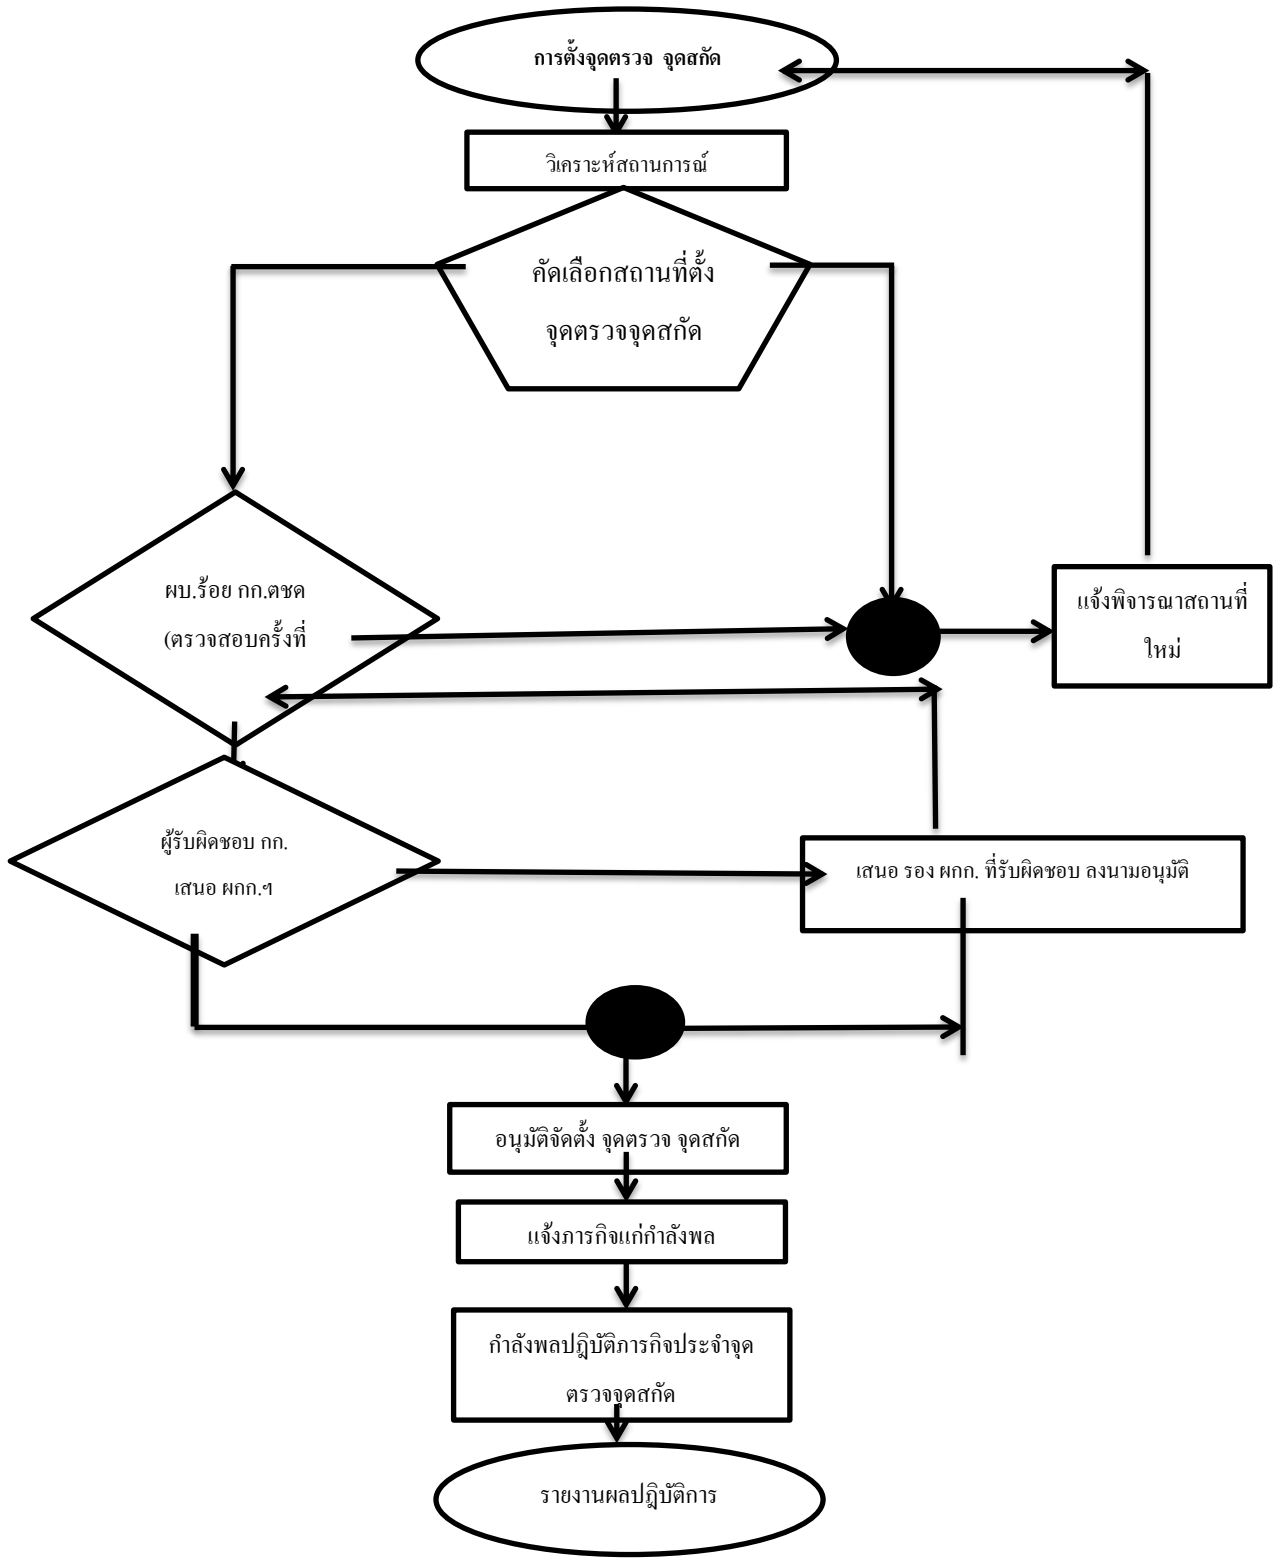 การตั้งจุดตรวจ จุดสกัด
วิเคราะห์สถานการณ์
คัดเลือกสถานที่ตั้ง
จุดตรวจจุดสกัด
ผบ.ร้อย กก.ตชด
(ตรวจสอบครั้งที่
แจ้งพิจารณาสถานที่
ใหม่
ผู้รับผิดชอบ กก.
เสนอ ผกก.ฯ
เสนอ รอง ผกก. ที่รับผิดชอบ ลงนามอนุมัติ
อนุมัติจัดตั้ง จุดตรวจ จุดสกัด
แจ้งภารกิจแก่กำลังพล
กำลังพลปฎิบัติภารกิจประจำจุด
ตรวจจุดสกัด
รายงานผลปฎิบัติการ